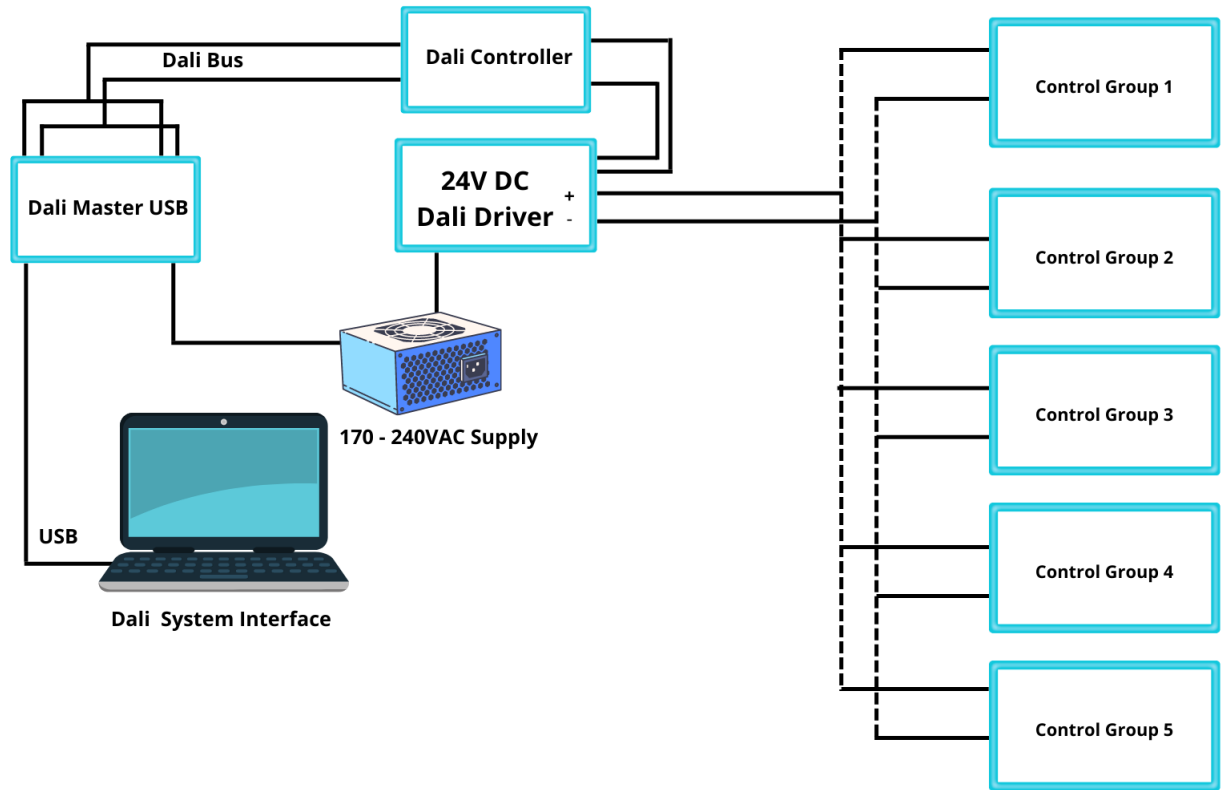 Dali Bus
Dali Controller
Control Group 1
24V DC
Dali Driver
+
-
Dali Master USB
Control Group 2
Control Group 3
170 - 240VAC Supply
USB
Control Group 4
Dali System Interface
Control Group 5